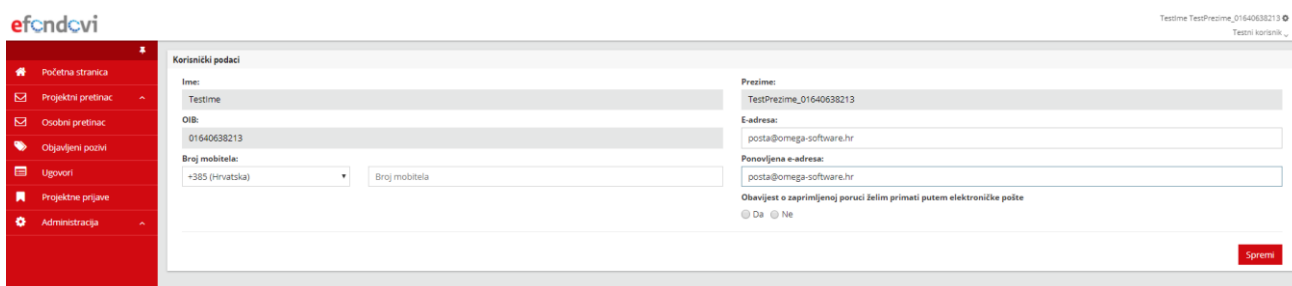 efondovi
TestIme TestPrezime_01640638213
Testni korisnik
Početna stranica
Projektni pretinac
Osobni pretinac
Objavljeni pozivi
Ugovori
Projektne prijave
Administracija
Korisnički podaci
Ime:
TestIme
Prezime:
TestPrezime_01640638213
OIB:
01640638213
E-adresa:
posta@omega-software.hr
Broj mobitela:
+385 (Hrvatska)
Broj mobitela
Ponovljena e-adresa:
posta@omega-software.hr
Obavijest o zaprimljenoj poruci želim primati putem elektroničke pošte
Da Ne
Spremi